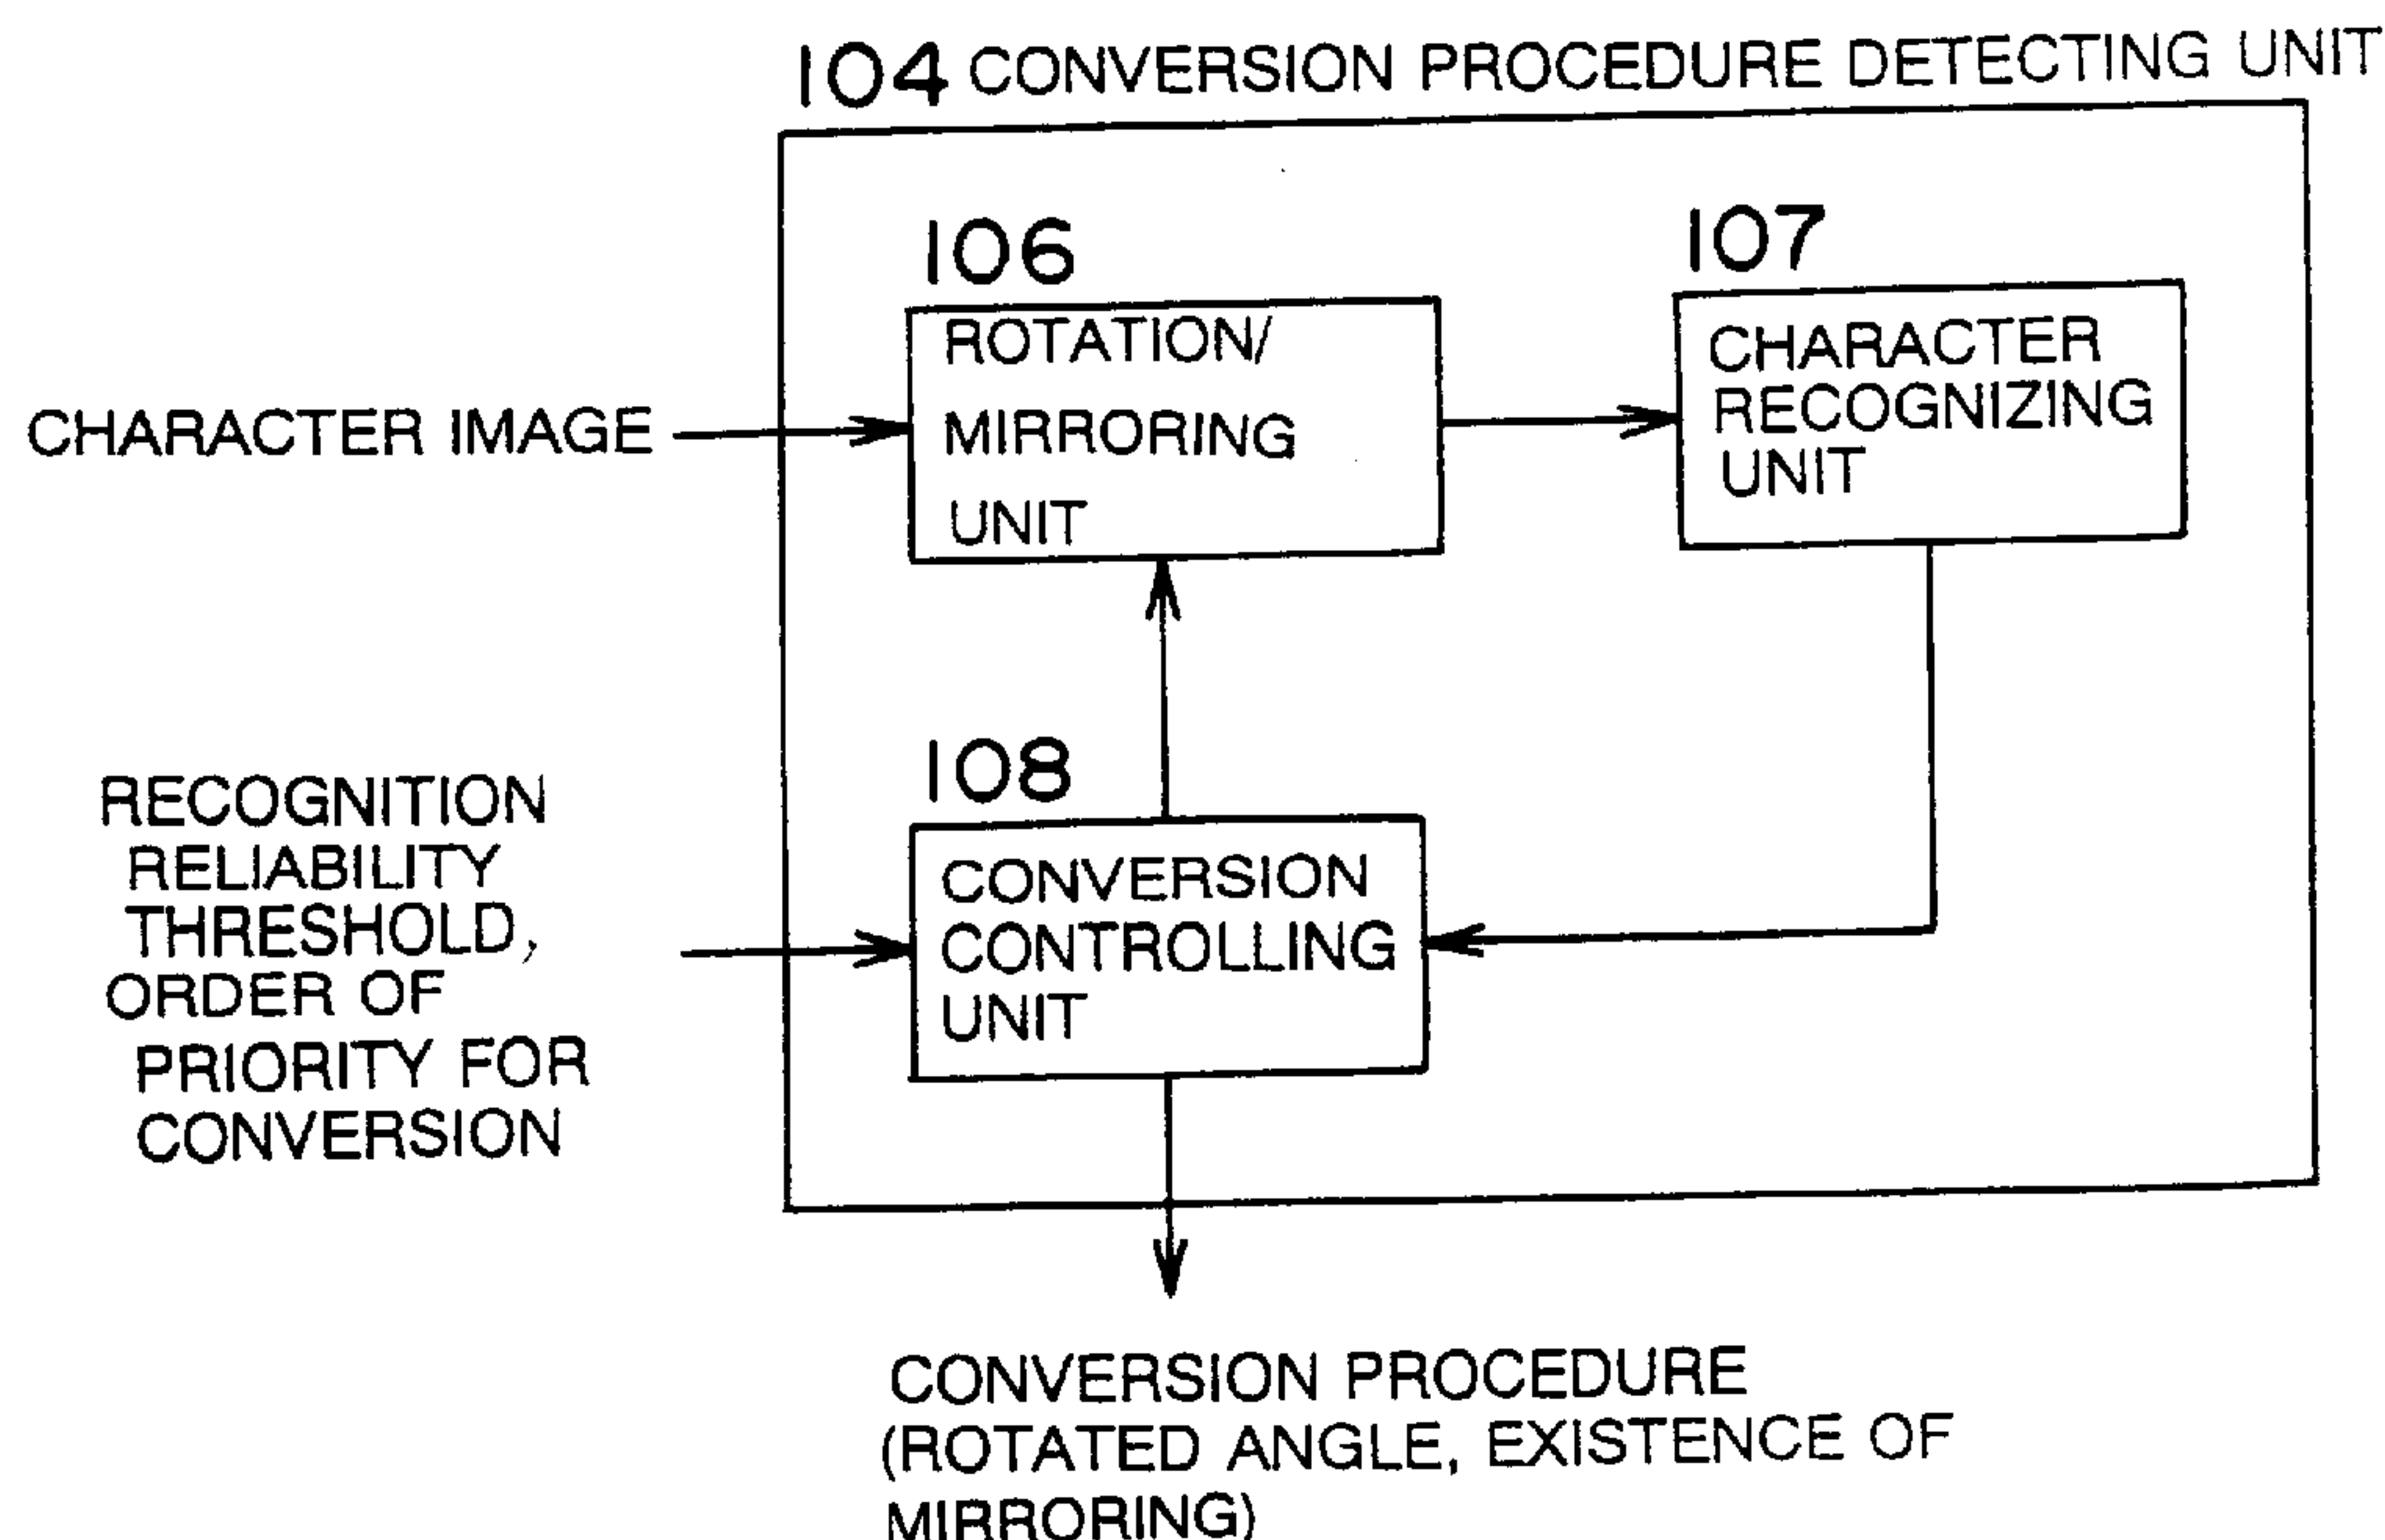 104 CONVERSION PROCEDURE DETECTING UNIT
106
107
ROTATION/
MIRRORING
UNIT
CHARACTER
RECOGNIZING
UNIT
CHARACTER IMAGE
108
RECOGNITION
RELIABILITY
THRESHOLD,
ORDER OF
PRIORITY FOR
CONVERSION
CONVERSION
CONTROLLING
UNIT
CONVERSION PROCEDURE
(ROTATED ANGLE, EXISTENCE OF
MIRRORING)